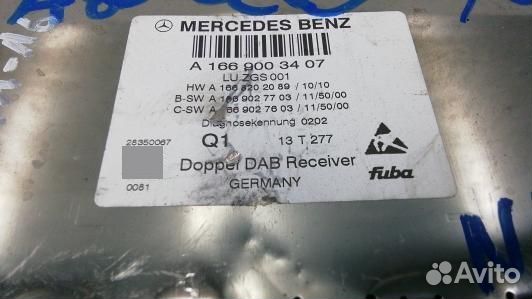 MERCEDES BENZ
A 166 900 34 07
LU ZGS 001
HW A 166 820 20 89 / 10/10
B-SW A 166 902 77 03 / 11/50/00
C-SW A 166 902 76 03 / 11/50/00
Diagnosekennung 0202
28350067
Q1
13 T 277
Doppel DAB Receiver
0081
GERMANY
fuba
Avito